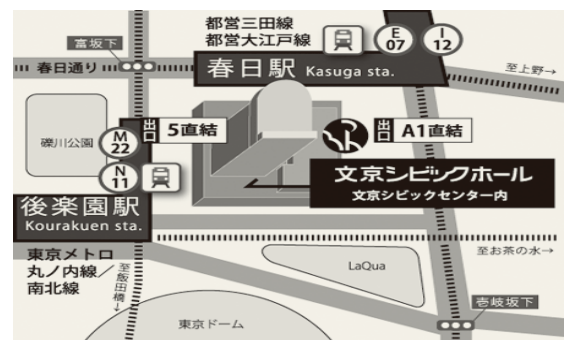 都営三田線
都営大江戸線
E
07
I
12
富坂下
春日通り
春日駅 Kasuga sta.
至上野→
礫川公園
M
22
出口 5直結
出口 A1直結
N
11
文京シビックホール
文京シビックセンター内
後楽園駅
Kourakuen sta.
東京メトロ
丸ノ内線／
南北線
至飯田橋→
LaQua
至お茶の水→
壱岐坂下
東京ドーム